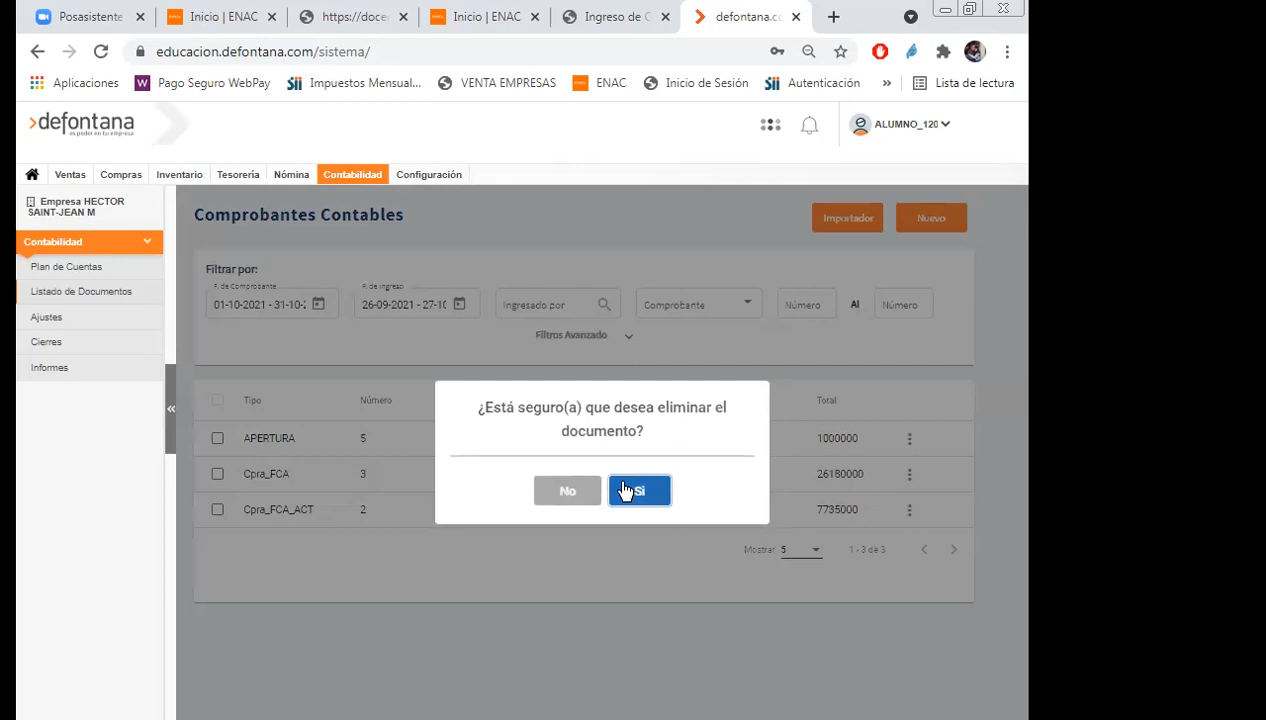 Posasistente
Inicio | ENAC
https://doce
Inicio | ENAC
Ingreso de C
defontana.co
educacion.defontana.com/sistema/
Aplicaciones
Pago Seguro WebPay
Sii Impuestos Mensual...
VENTA EMPRESAS
ENAC
Inicio de Sesión
Sii Autenticación
»
Lista de lectura
defontana
es poder en tu empresa
ALUMNO_120
Ventas Compras Inventario Tesorería Nómina Contabilidad Configuración
Empresa HECTOR
SAINT-JEAN M
Contabilidad
Plan de Cuentas
Listado de Documentos
Ajustes
Cierres
Informes
«
Comprobantes Contables
Importador
Nuevo
Filtrar por:
F. de Comprobante
F. de Ingreso
01-10-2021 - 31-10-2
26-09-2021 - 27-10
Ingresado por
Comprobante
Número
Al
Número
Filtros Avanzado
Tipo Número Total
APERTURA 5 1000000
Cpra_FCA 3 26180000
Cpra_FCA_ACT 2 7735000
Mostrar 5 1 - 3 de 3
¿Está seguro(a) que desea eliminar el
documento?
No
Si